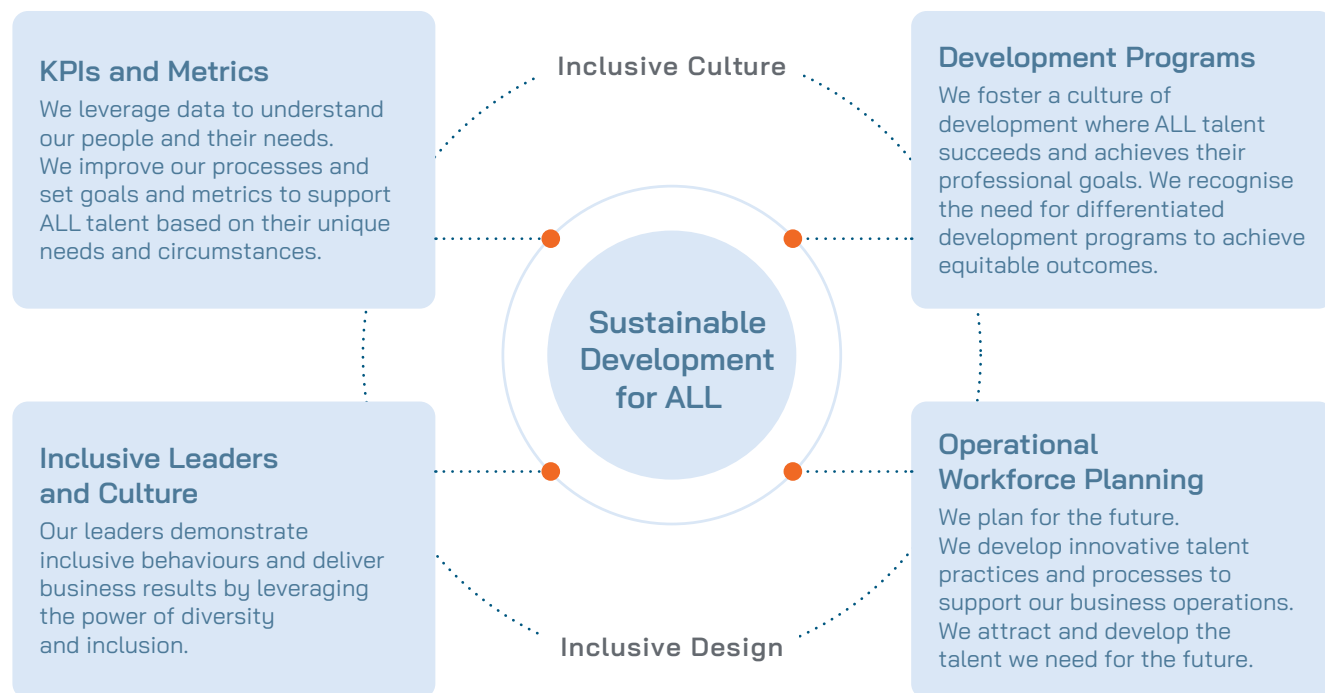 KPIs and Metrics
We leverage data to understand
our people and their needs.
We improve our processes and
set goals and metrics to support
ALL talent based on their unique
needs and circumstances.
Inclusive Culture
Development Programs
We foster a culture of
development where ALL talent
succeeds and achieves their
professional goals. We recognise
the need for differentiated
development programs to achieve
equitable outcomes.
Sustainable
Development
for ALL
Inclusive Leaders
and Culture
Our leaders demonstrate
inclusive behaviours and deliver
business results by leveraging
the power of diversity
and inclusion.
Inclusive Design
Operational
Workforce Planning
We plan for the future.
We develop innovative talent
practices and processes to
support our business operations.
We attract and develop the
talent we need for the future.